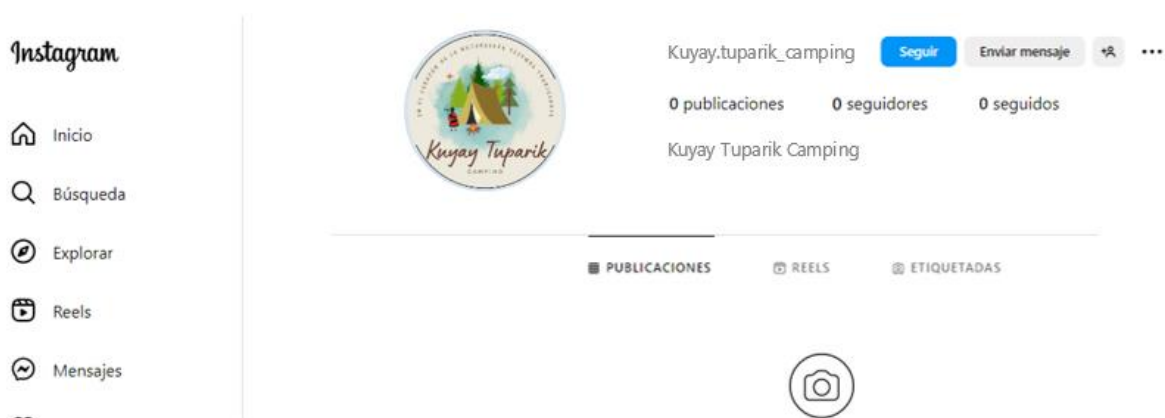 Instagram
Inicio
Búsqueda
Explorar
Reels
Mensajes
Kuyay Tuparik
CAMPING
Kuyay.tuparik_camping Seguir Enviar mensaje
0 publicaciones 0 seguidores 0 seguidos
Kuyay Tuparik Camping
PUBLICACIONES REELS ETIQUETADAS